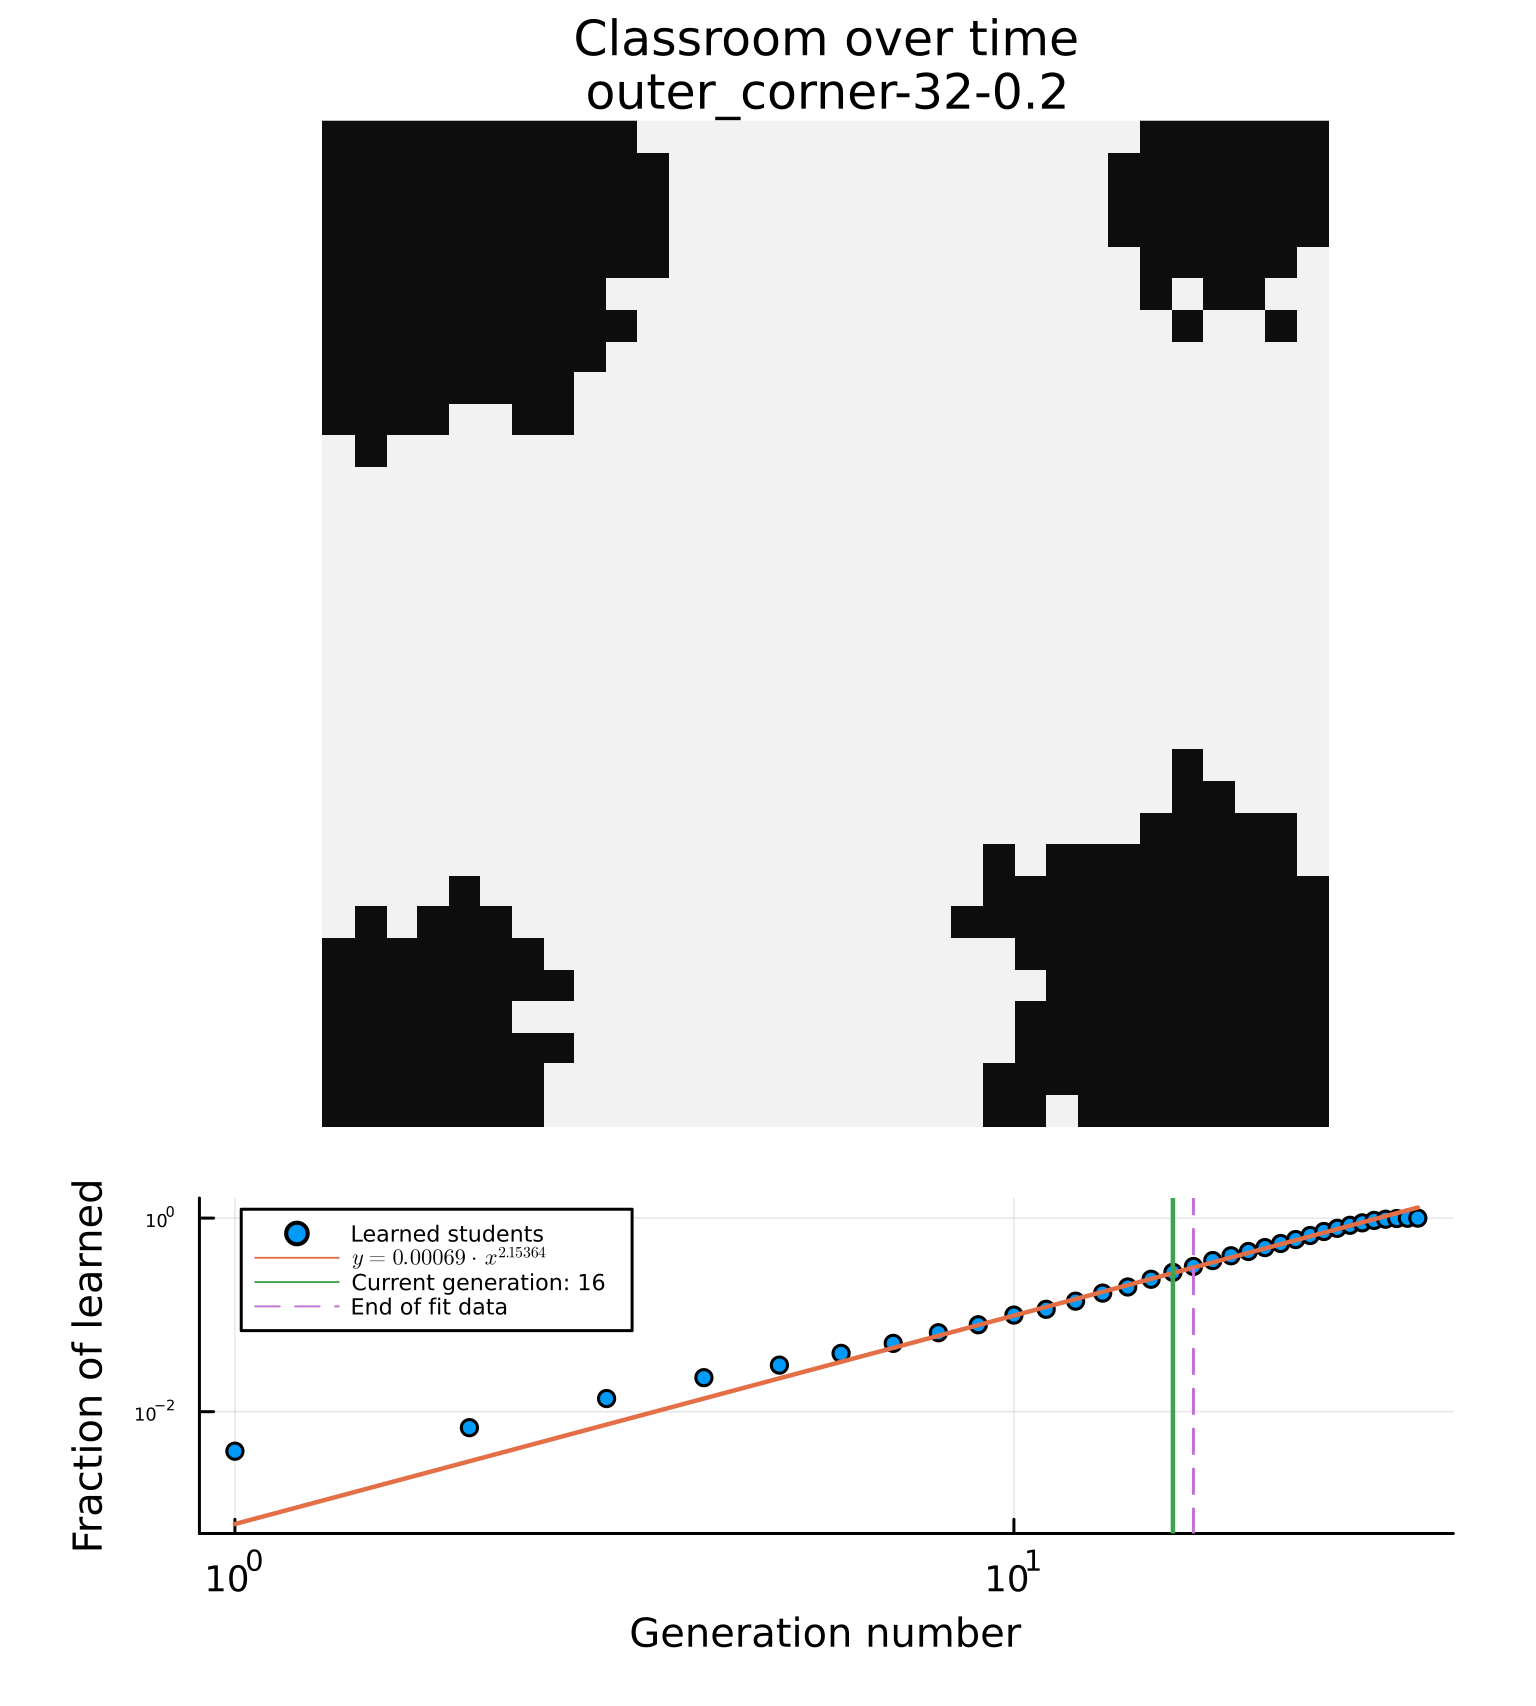 Classroom over time
outer_corner-32-0.2
Fraction of learned
10^0
10^-2
Learned students
y = 0.00069 · x^2.15364
Current generation: 16
End of fit data
10^0
10^1
Generation number